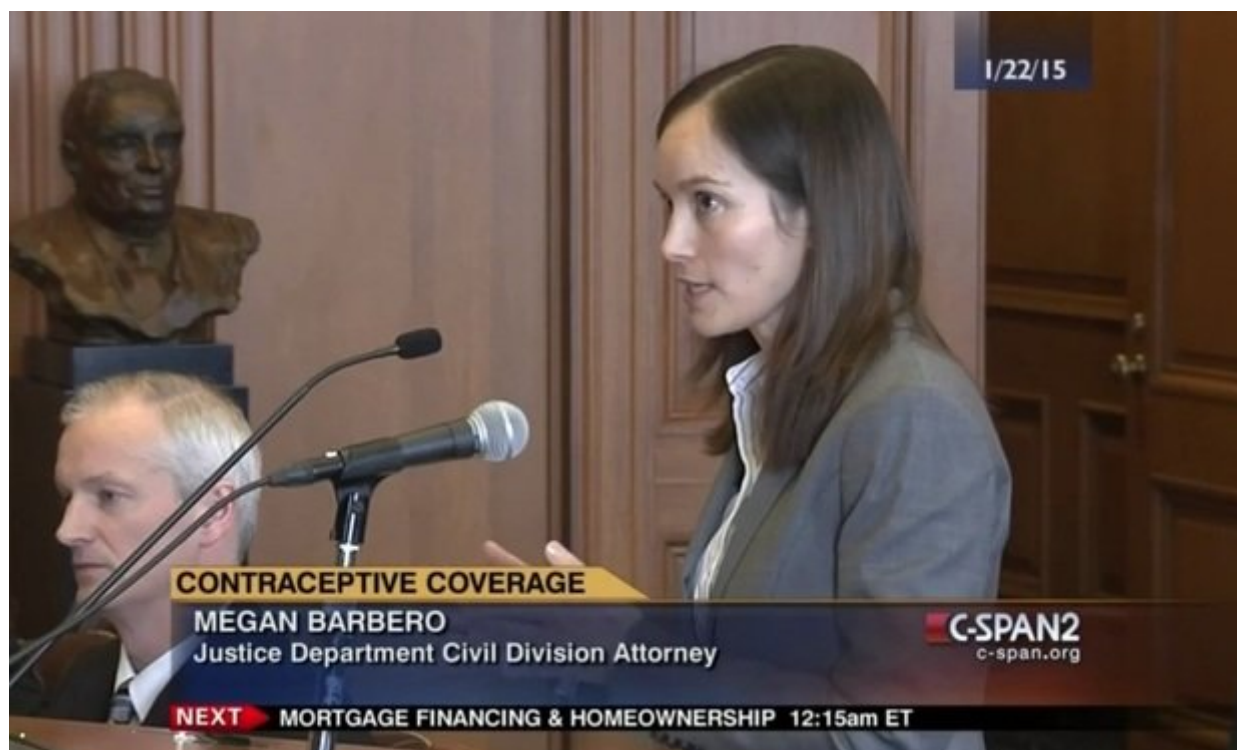 1/22/15
CONTRACEPTIVE COVERAGE
MEGAN BARBERO
Justice Department Civil Division Attorney
C-SPAN2
c-span.org
NEXT MORTGAGE FINANCING & HOMEOWNERSHIP 12:15am ET